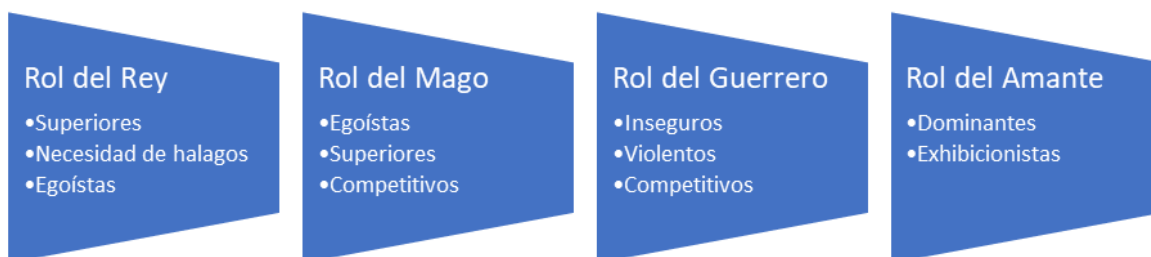 Rol del Rey
•Superiores
•Necesidad de halagos
•Egoístas
Rol del Mago
•Egoístas
•Superiores
•Competitivos
Rol del Guerrero
•Inseguros
•Violentos
•Competitivos
Rol del Amante
•Dominantes
•Exhibicionistas